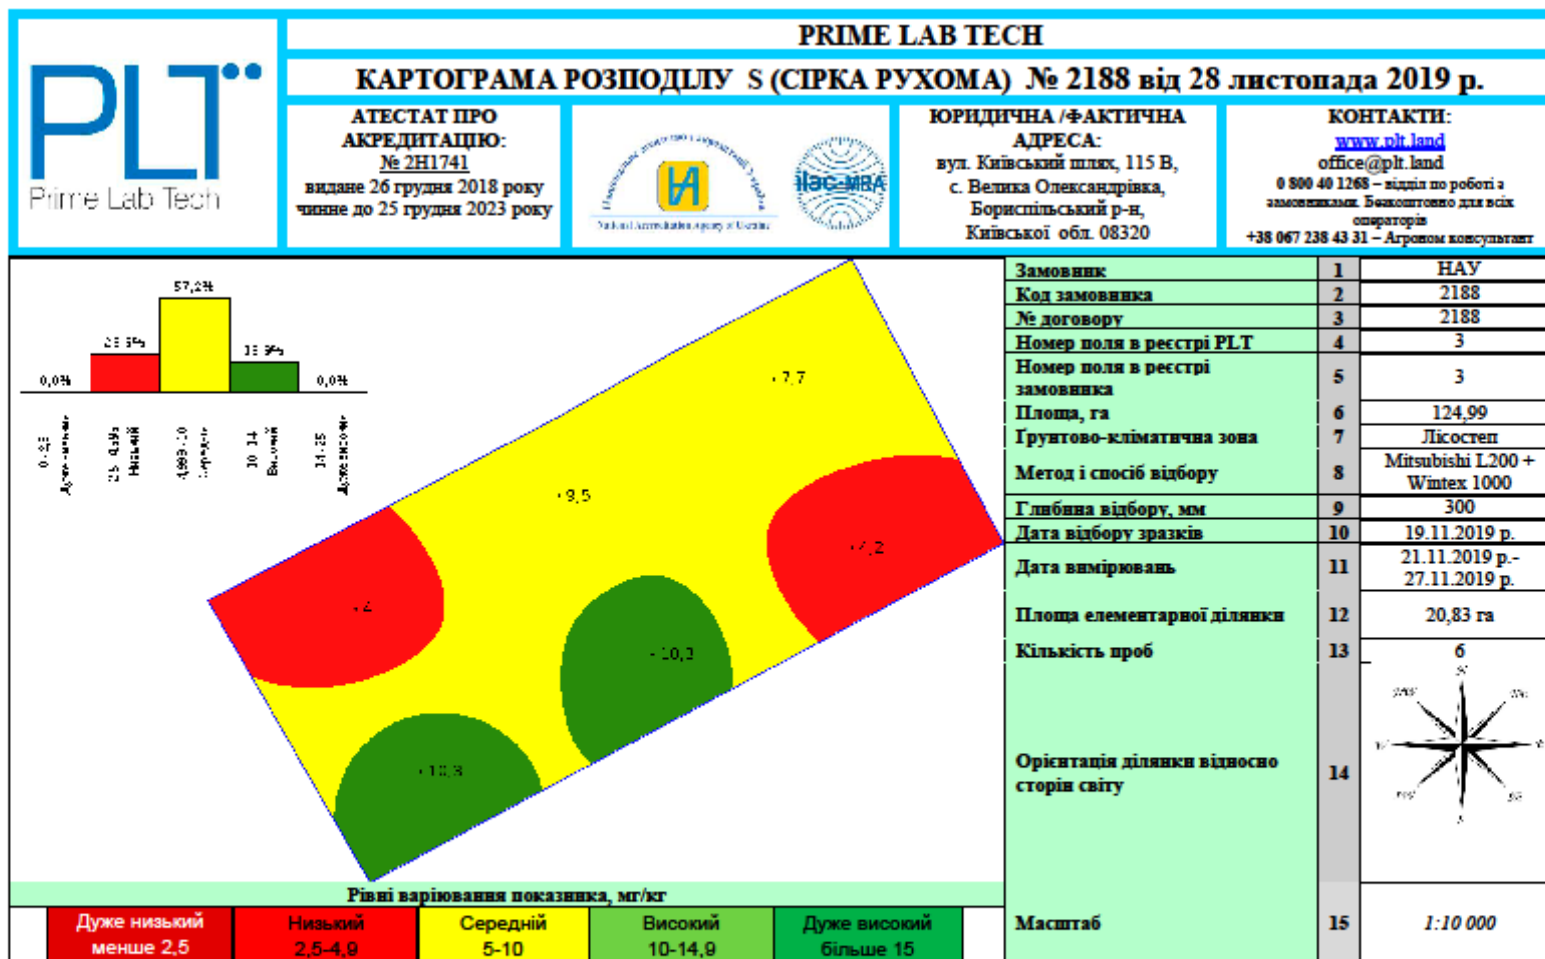 PRIME LAB TECH
КАРТОГРАМА РОЗПОДІЛУ S (СІРКА РУХОМА) № 2188 від 28 листопада 2019 р.
PLT
Prime Lab Tech
АТЕСТАТ ПРО
АКРЕДИТАЦІЮ:
№ 2H1741
видане 26 грудня 2018 року
чинне до 25 грудня 2023 року
National Accreditation Agency of Ukraine
ilac-MRA
ЮРИДИЧНА /ФАКТИЧНА
АДРЕСА:
вул. Київський шлях, 115 В,
с. Велика Олександрівка,
Бориспільський р-н,
Київської обл. 08320
КОНТАКТИ:
www.plt.land
office@plt.land
0 800 40 1268 – відділ по роботі з
замовниками. Безкоштовно для всіх
операторів
+38 067 238 43 31 – Агроном консультант
57,2%
0,0%
0,0%
Низький
Високий
7,7
4,2
4
10,3
Замовник 1 НАУ
Код замовника 2 2188
№ договору 3 2188
Номер поля в реєстрі PLT 4 3
Номер поля в реєстрі
замовника 5 3
Площа, га 6 124,99
Ґрунтово-кліматична зона 7 Лісостеп
Метод і спосіб відбору 8 Mitsubishi L200 +
Wintex 1000
Глибина відбору, мм 9 300
Дата відбору зразків 10 19.11.2019 р.
Дата вимірювань 11 21.11.2019 р.-
27.11.2019 р.
Площа елементарної ділянки 12 20,83 га
Кількість проб 13 6
Орієнтація ділянки відносно
сторін світу 14
Масштаб 15 1:10 000
Рівні варіювання показника, мг/кг
Дуже низький
менше 2,5
Низький
2,5-4,9
Середній
5-10
Високий
10-14,9
Дуже високий
більше 15